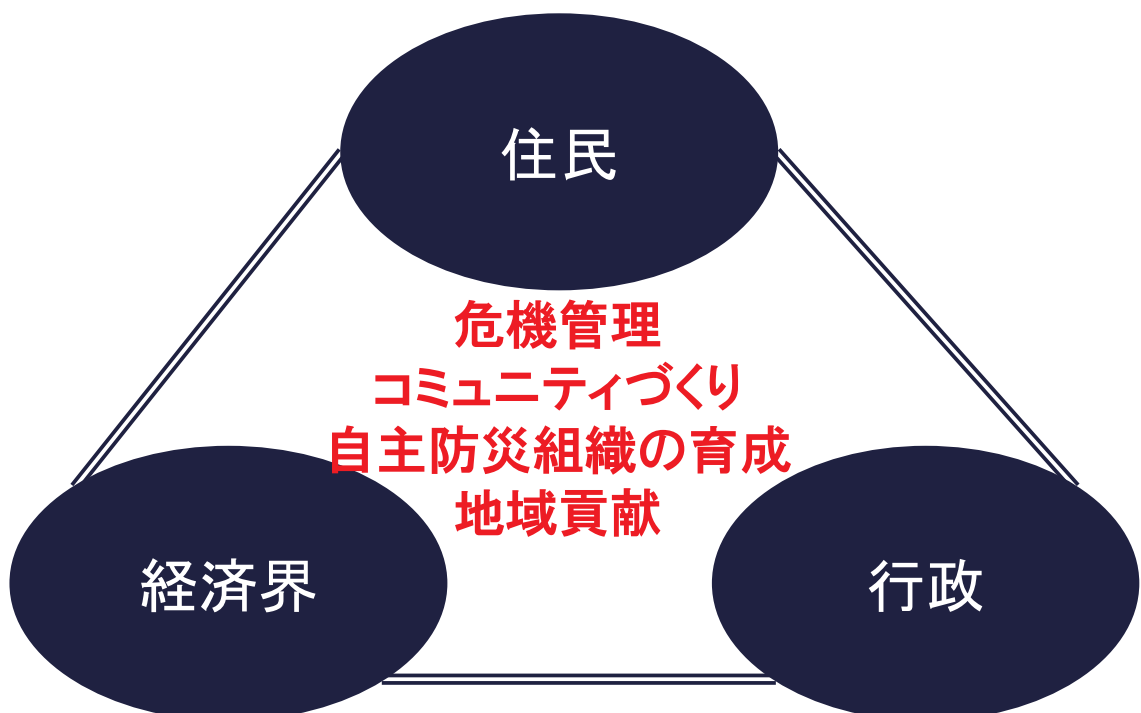 住民
危機管理
コミュニティづくり
自主防災組織の育成
地域貢献
経済界
行政